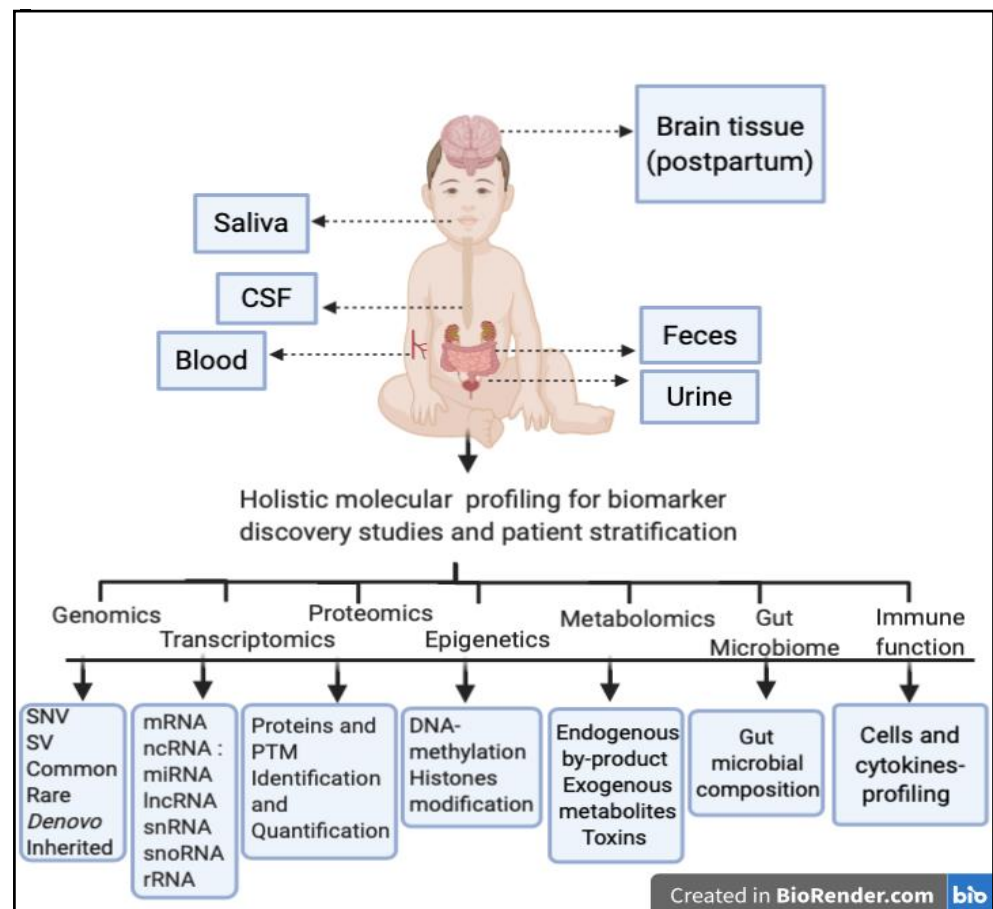 Brain tissue
(postpartum)
Saliva
CSF
Blood
Feces
Urine
Holistic molecular profiling for biomarker
discovery studies and patient stratification
Genomics
Transcriptomics
Proteomics
Epigenetics
Metabolomics
Gut
Microbiome
Immune
function
SNV
SV
Common
Rare
Denovo
Inherited
mRNA
ncRNA :
miRNA
lncRNA
snRNA
snoRNA
rRNA
Proteins and
PTM
Identification
and
Quantification
DNA-
methylation
Histones
modification
Endogenous
by-product
Exogenous
metabolites
Toxins
Gut
microbial
composition
Cells and
cytokines-
profiling
Created in BioRender.com bio